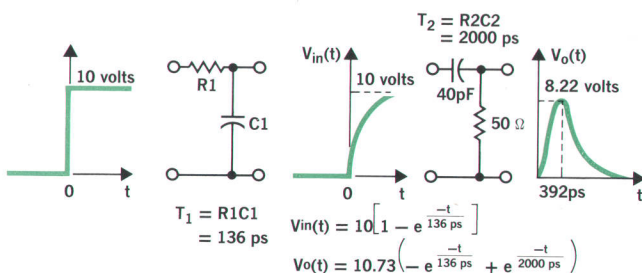 T2 = R2C2
= 2000 ps
10 volts
R1
C1
0
t
T1 = R1C1
= 136 ps
Vin(t)
10 volts
0
t
40pF
50 Ω
Vo(t)
8.22 volts
392ps
t
Vin(t) = 10[1 - e^(-t/136 ps)]
Vo(t) = 10.73(- e^(-t/136 ps) + e^(-t/2000 ps))